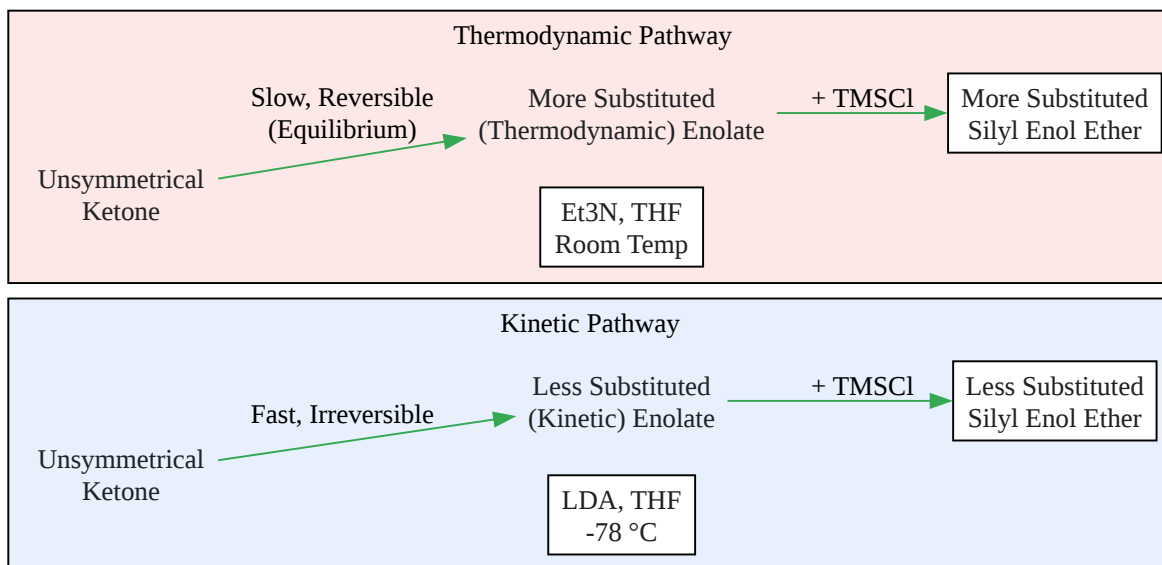 Thermodynamic Pathway
Slow, Reversible
(Equilibrium)
More Substituted
(Thermodynamic) Enolate
+ TMSCl
More Substituted
Silyl Enol Ether
Unsymmetrical
Ketone
Et3N, THF
Room Temp
Kinetic Pathway
Fast, Irreversible
Less Substituted
(Kinetic) Enolate
+ TMSCl
Less Substituted
Silyl Enol Ether
Unsymmetrical
Ketone
LDA, THF
-78 °C